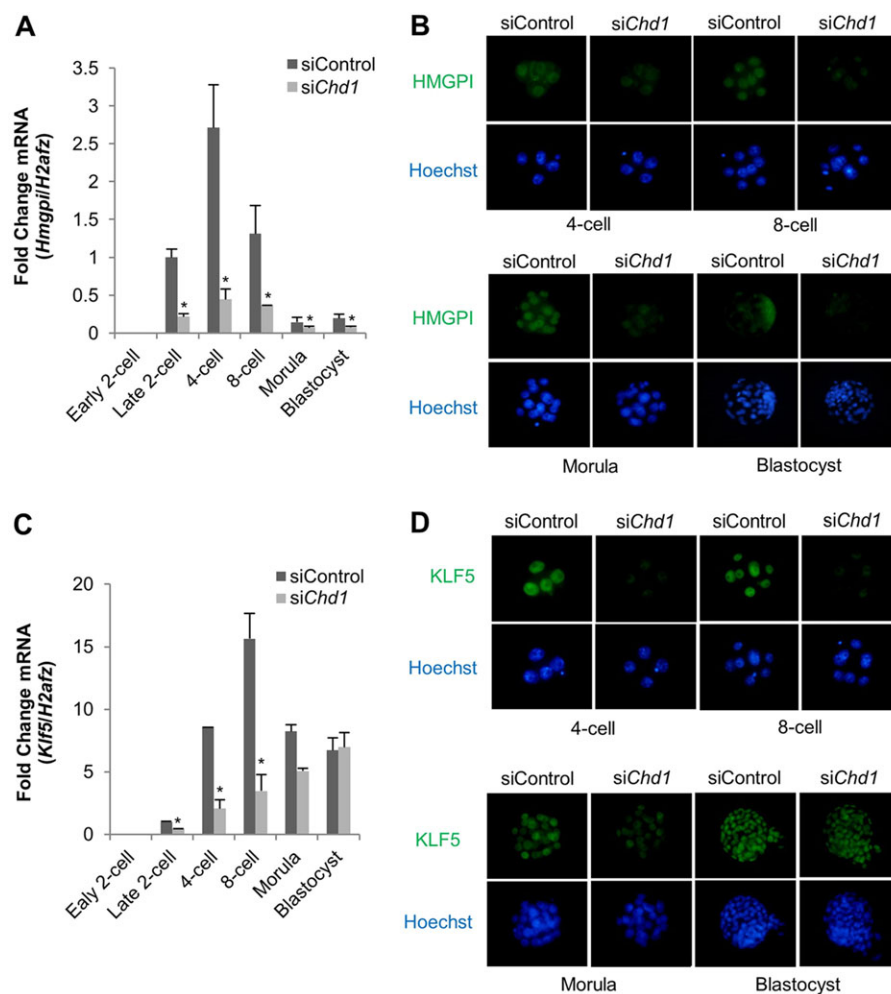 A
siControl
siChd1
Fold Change mRNA
(Hmgpi/H2afz)
3.5
3
2.5
2
1.5
1
0.5
0
*
*
*
*
*
Early 2-cell
Late 2-cell
4-cell
8-cell
Morula
Blastocyst
B
siControl siChd1 siControl siChd1
HMGPI
Hoechst
4-cell 8-cell
siControl siChd1 siControl siChd1
HMGPI
Hoechst
Morula Blastocyst
C
siControl
siChd1
Fold Change mRNA
(Klf5/H2afz)
20
15
10
5
0
*
*
*
Ealy 2-cell
Late 2-cell
4-cell
8-cell
Morula
Blastocyst
D
siControl siChd1 siControl siChd1
KLF5
Hoechst
4-cell 8-cell
siControl siChd1 siControl siChd1
KLF5
Hoechst
Morula Blastocyst